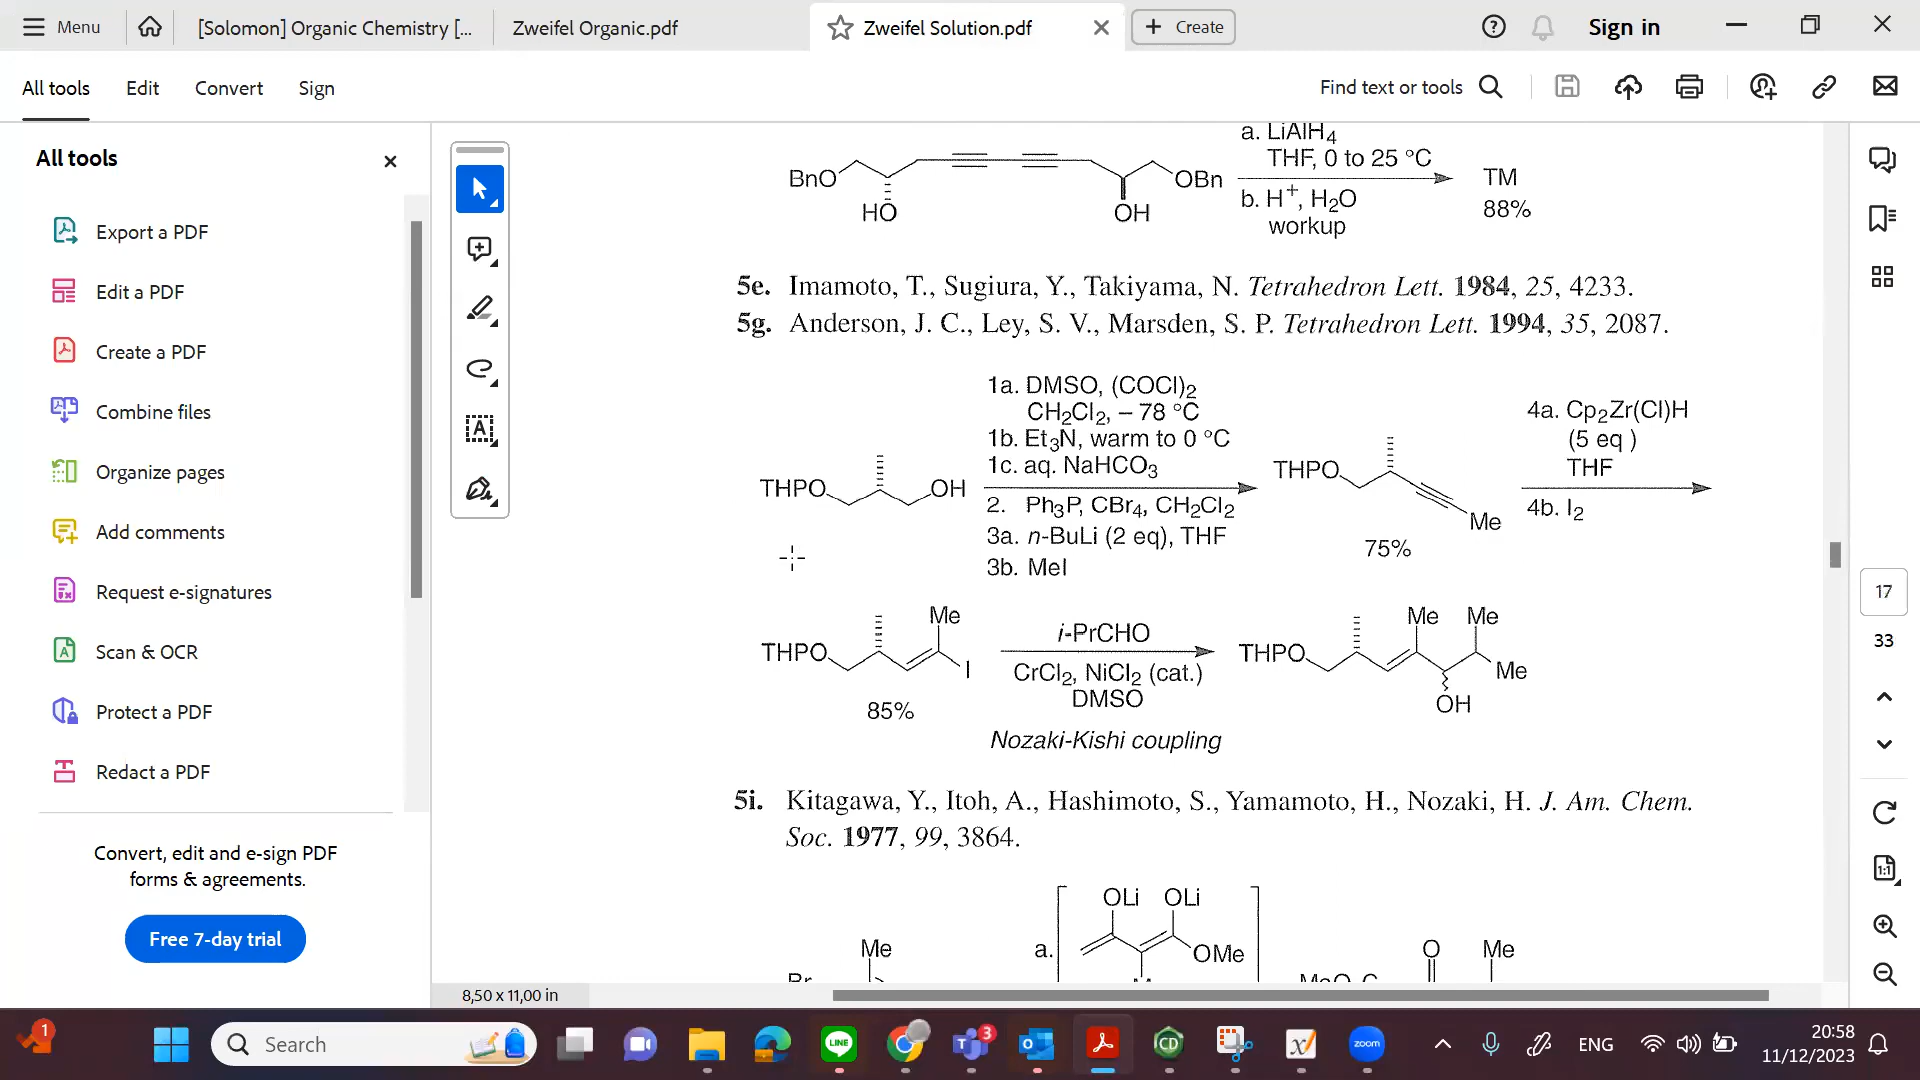 Menu
[Solomon] Organic Chemistry [...
Zweifel Organic.pdf
Zweifel Solution.pdf
Create
Sign in
All tools
Edit
Convert
Sign
Find text or tools
All tools
Export a PDF
Edit a PDF
Create a PDF
Combine files
Organize pages
Add comments
Request e-signatures
Scan & OCR
Protect a PDF
Redact a PDF
Convert, edit and e-sign PDF
forms & agreements.
Free 7-day trial
BnO
HO
OH
OBn
a. LiAlH4
THF, 0 to 25 °C
b. H+, H2O
workup
TM
88%
5e. Imamoto, T., Sugiura, Y., Takiyama, N. Tetrahedron Lett. 1984, 25, 4233.
5g. Anderson, J. C., Ley, S. V., Marsden, S. P. Tetrahedron Lett. 1994, 35, 2087.
THPO
OH
1a. DMSO, (COCl)2
CH2Cl2, – 78 °C
1b. Et3N, warm to 0 °C
1c. aq. NaHCO3
2. Ph3P, CBr4, CH2Cl2
3a. n-BuLi (2 eq), THF
3b. MeI
THPO
Me
75%
4a. Cp2Zr(Cl)H
(5 eq )
THF
4b. I2
THPO
Me
I
85%
i-PrCHO
CrCl2, NiCl2 (cat.)
DMSO
Nozaki-Kishi coupling
THPO
Me
Me
Me
OH
5i. Kitagawa, Y., Itoh, A., Hashimoto, S., Yamamoto, H., Nozaki, H. J. Am. Chem.
Soc. 1977, 99, 3864.
Me
a.
OLi
OLi
OMe
O
Me
8,50 x 11,00 in
17
33
1:1
1
Search
LINE
3
CD
zoom
ENG
20:58
11/12/2023